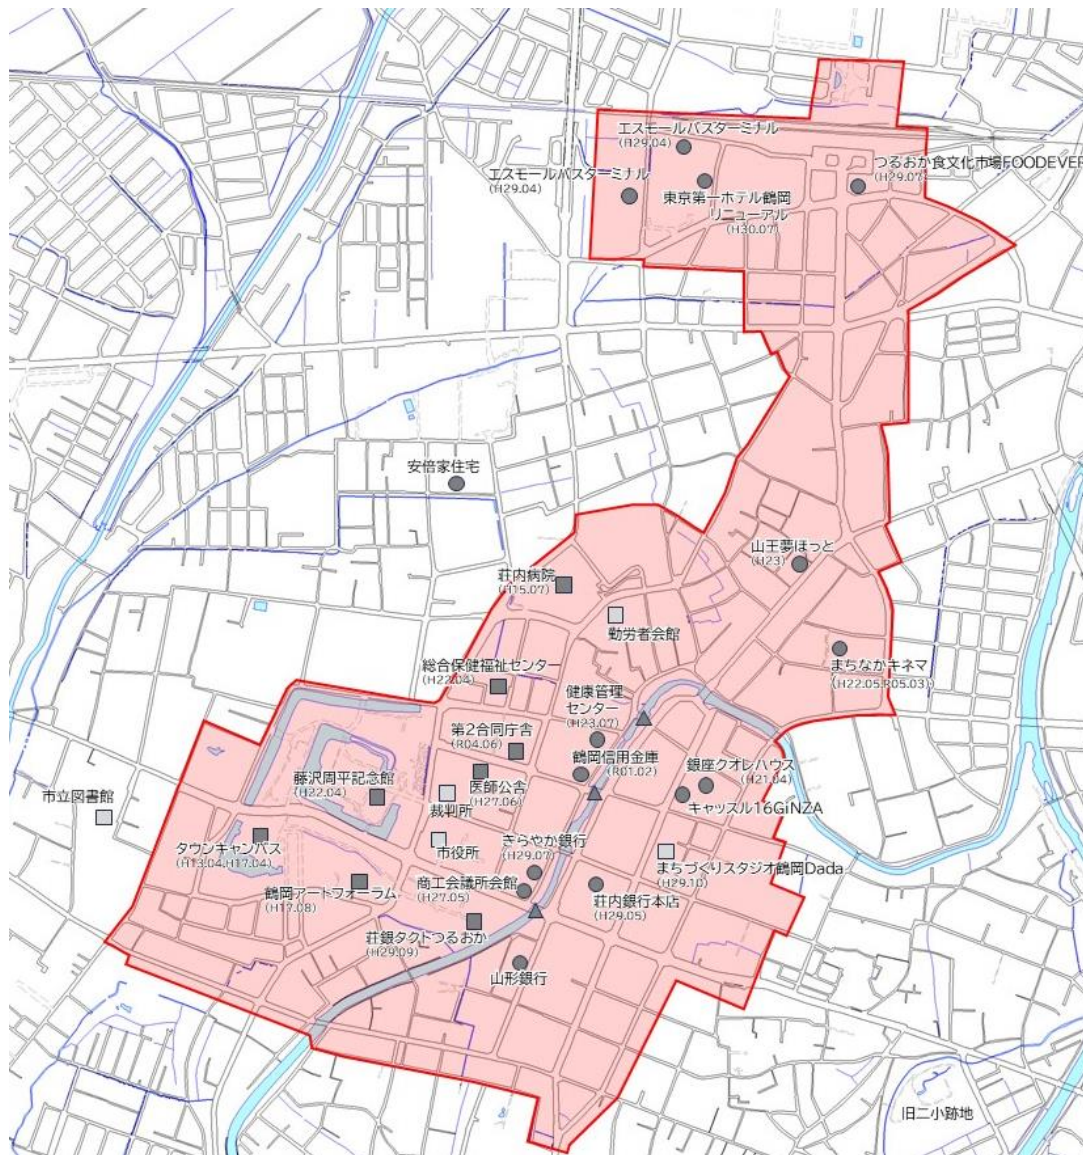 エスモールバスターミナル
(H29.04)
エスモールバスターミナル
(H29.04)
つるおか食文化市場FOODEVER
(H29.07)
東京第一ホテル鶴岡
リニューアル
(H30.07)
安倍家住宅
山王夢ほっと
(H23)
荘内病院
(H15.07)
勤労者会館
まちなかキネマ
(H22.05,R05.03)
総合保健福祉センター
(H22.04)
健康管理
センター
(H23.07)
第2合同庁舎
(R04.06)
鶴岡信用金庫
(R01.02)
銀座クオレハウス
(H21.04)
藤沢周平記念館
(H22.04)
医師公舎
(H27.06)
キャッスル16GiNZA
市立図書館
裁判所
タウンキャンパス
(H13.04,H17.04)
市役所
きらやか銀行
(H29.07)
まちづくりスタジオ鶴岡Dada
(H29.10)
鶴岡アートフォーラム
(H17.08)
商工会議所会館
(H27.05)
荘内銀行本店
(H29.05)
荘銀タクトつるおか
(H29.09)
山形銀行
旧二小跡地